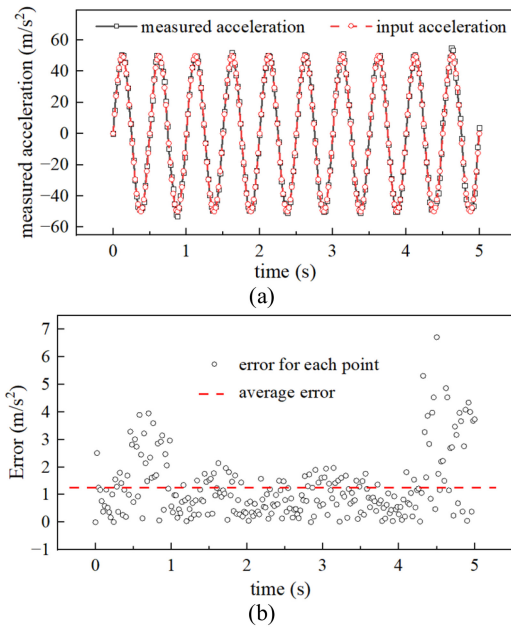 measured acceleration input acceleration
measured acceleration (m/s²)
60
40
20
0
−20
−40
−60
0 1 2 3 4 5
time (s)
(a)
Error (m/s²)
7
6
5
4
3
2
1
0
−1
error for each point
average error
0 1 2 3 4 5
time (s)
(b)